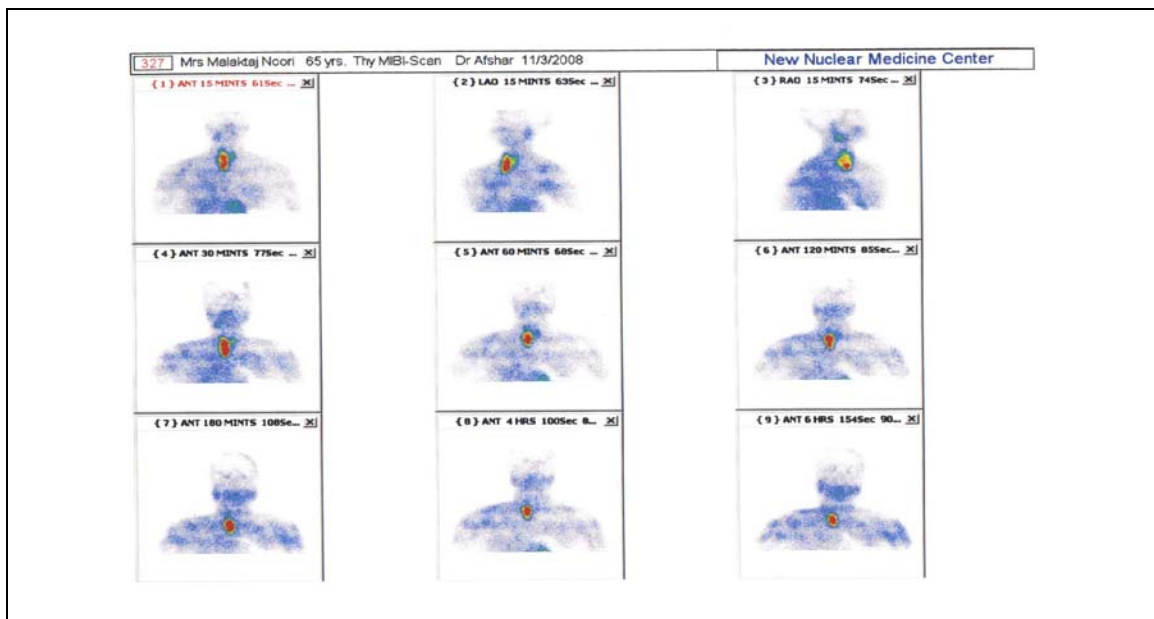 327 Mrs Malaktaj Noori 65 yrs. Thy MIBI-Scan Dr Afshar 11/3/2008 New Nuclear Medicine Center
{1} ANT 15 MINTS 61Sec ...
{2} LAO 15 MINTS 63Sec ...
{3} RAO 15 MINTS 74Sec ...
{4} ANT 30 MINTS 77Sec ...
{5} ANT 60 MINTS 68Sec ...
{6} ANT 120 MINTS 85Sec...
{7} ANT 180 MINTS 108Se...
{8} ANT 4 HRS 100Sec 8...
{9} ANT 6 HRS 154Sec 90...